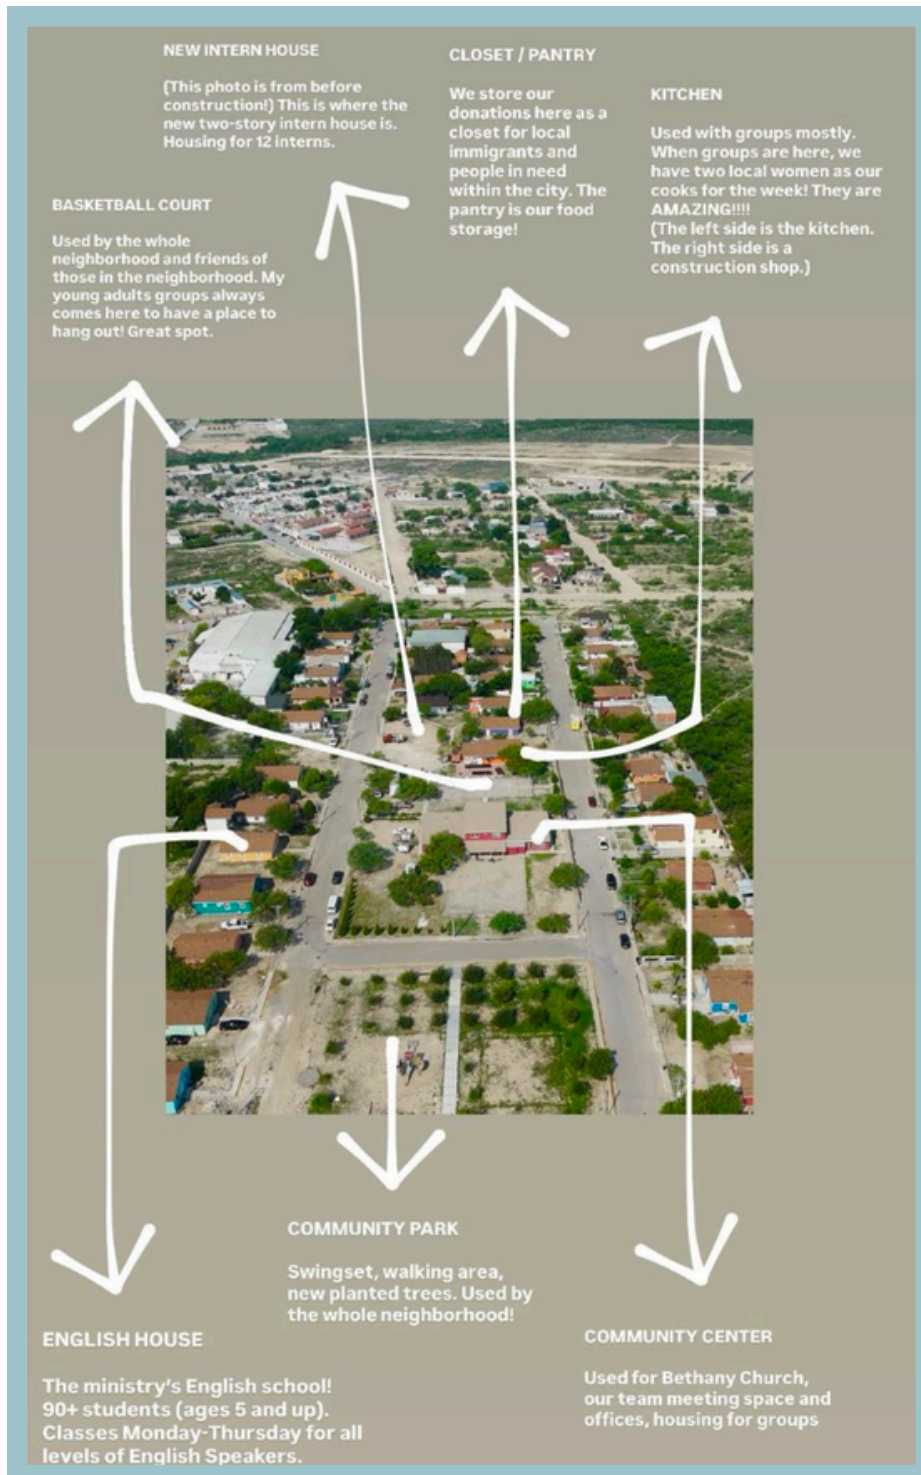 NEW INTERN HOUSE
(This photo is from before
construction!) This is where the
new two-story intern house is.
Housing for 12 interns.
CLOSET / PANTRY
We store our
donations here as a
closet for local
immigrants and
people in need
within the city. The
pantry is our food
storage!
KITCHEN
Used with groups mostly.
When groups are here, we
have two local women as our
cooks for the week! They are
AMAZING!!!!
(The left side is the kitchen.
The right side is a
construction shop.)
BASKETBALL COURT
Used by the whole
neighborhood and friends of
those in the neighborhood. My
young adults groups always
comes here to have a place to
hang out! Great spot.
COMMUNITY PARK
Swingset, walking area,
new planted trees. Used by
the whole neighborhood!
ENGLISH HOUSE
The ministry's English school!
90+ students (ages 5 and up).
Classes Monday-Thursday for all
levels of English Speakers.
COMMUNITY CENTER
Used for Bethany Church,
our team meeting space and
offices, housing for groups